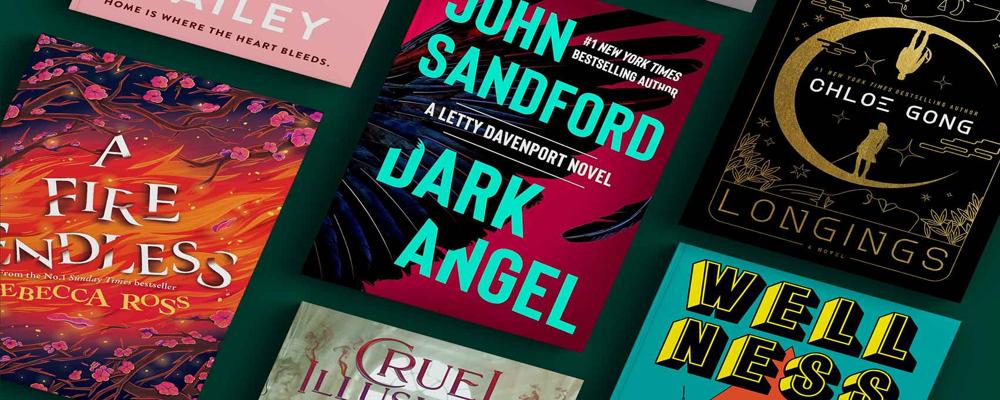 AILEY
HOME IS WHERE THE HEART BLEEDS.
A
FIRE
ENDLESS
from the No.1 Sunday Times bestseller
EBECCA ROSS
JOHN
SANDFORD
#1 NEW YORK TIMES
BESTSELLING AUTHOR
A LETTY DAVENPORT NOVEL
DARK
ANGEL
CRUEL
#1 NEW YORK TIMES BESTSELLING AUTHOR
CHLOE GONG
LONGINGS
A NOVEL
WELL
NESS